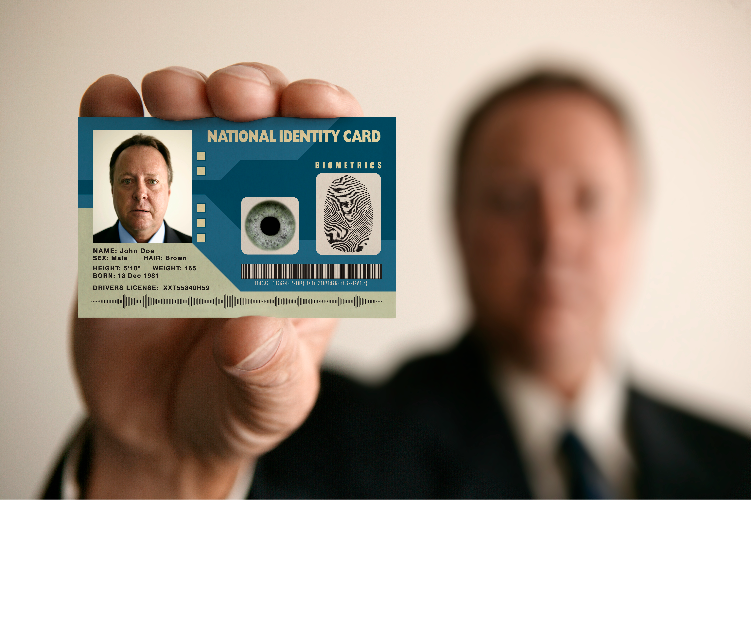 NATIONAL IDENTITY CARD
BIOMETRICS
NAME: John Doe
SEX: Male HAIR: Brown
HEIGHT: 5'10" WEIGHT: 165
BORN: 13 Dec 1981
DRIVERS LICENSE: XXT55840H59